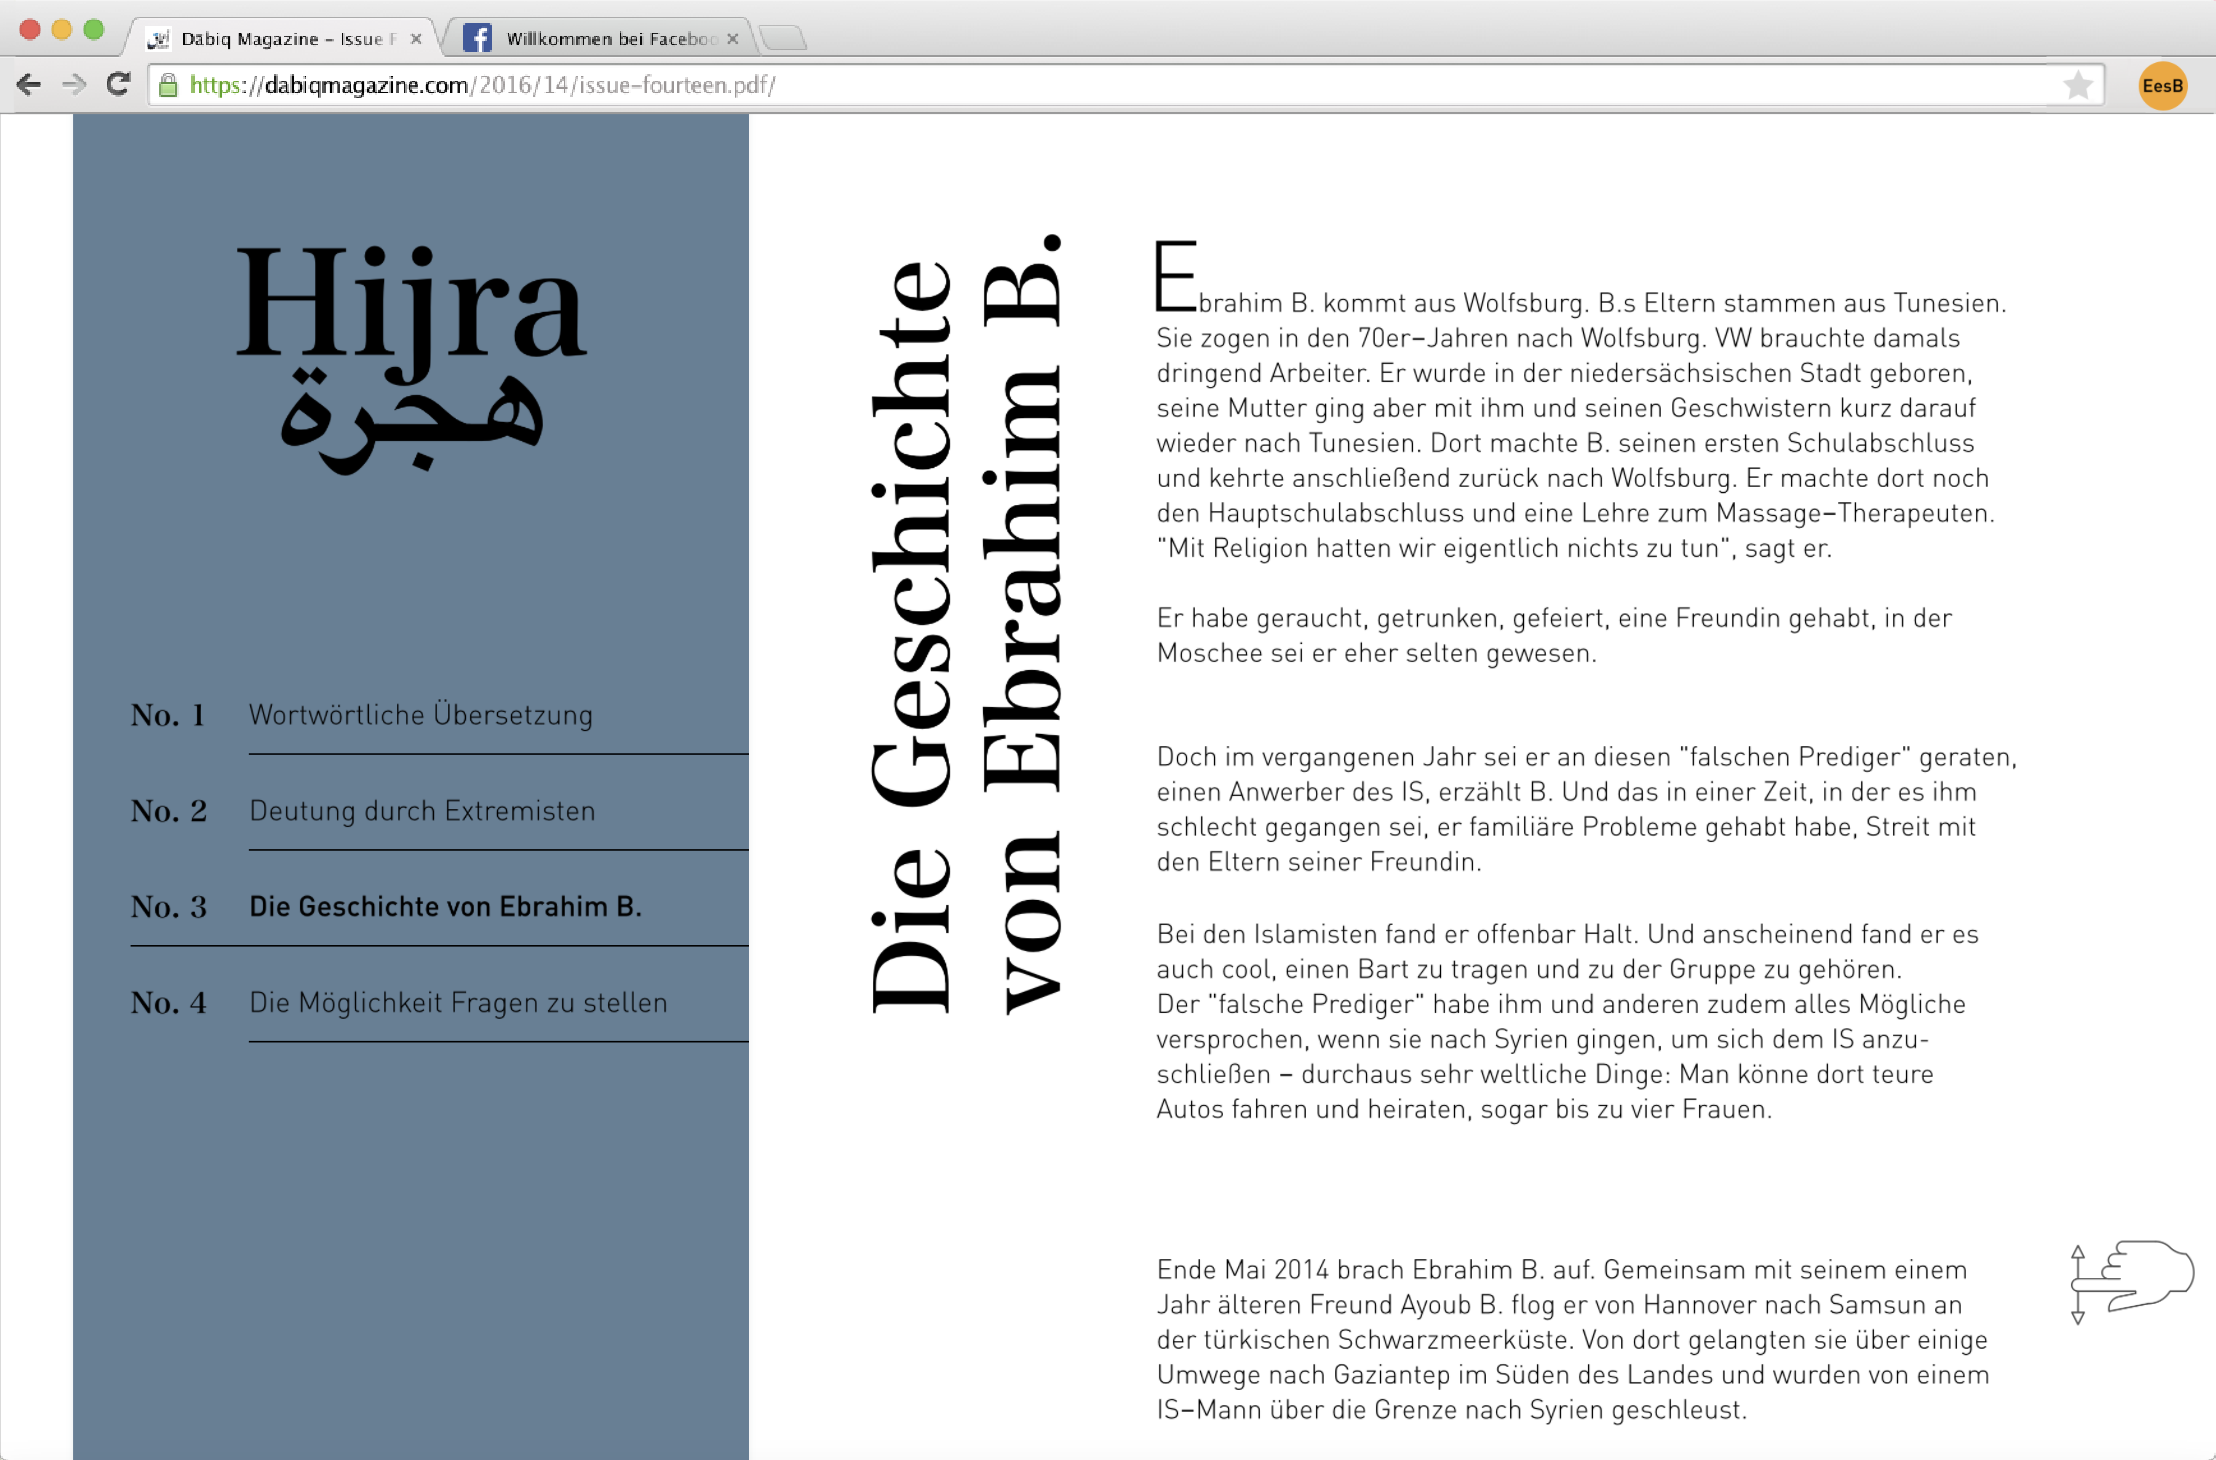 Dabiq Magazine – Issue F
Willkommen bei Faceboo
https://dabiqmagazine.com/2016/14/issue-fourteen.pdf/
EesB
Hijra
هجرة
No. 1 Wortwörtliche Übersetzung
No. 2 Deutung durch Extremisten
No. 3 Die Geschichte von Ebrahim B.
No. 4 Die Möglichkeit Fragen zu stellen
Die Geschichte
von Ebrahim B.
Ebrahim B. kommt aus Wolfsburg. B.s Eltern stammen aus Tunesien.
Sie zogen in den 70er–Jahren nach Wolfsburg. VW brauchte damals
dringend Arbeiter. Er wurde in der niedersächsischen Stadt geboren,
seine Mutter ging aber mit ihm und seinen Geschwistern kurz darauf
wieder nach Tunesien. Dort machte B. seinen ersten Schulabschluss
und kehrte anschließend zurück nach Wolfsburg. Er machte dort noch
den Hauptschulabschluss und eine Lehre zum Massage–Therapeuten.
"Mit Religion hatten wir eigentlich nichts zu tun", sagt er.
Er habe geraucht, getrunken, gefeiert, eine Freundin gehabt, in der
Moschee sei er eher selten gewesen.
Doch im vergangenen Jahr sei er an diesen "falschen Prediger" geraten,
einen Anwerber des IS, erzählt B. Und das in einer Zeit, in der es ihm
schlecht gegangen sei, er familiäre Probleme gehabt habe, Streit mit
den Eltern seiner Freundin.
Bei den Islamisten fand er offenbar Halt. Und anscheinend fand er es
auch cool, einen Bart zu tragen und zu der Gruppe zu gehören.
Der "falsche Prediger" habe ihm und anderen zudem alles Mögliche
versprochen, wenn sie nach Syrien gingen, um sich dem IS anzu-
schließen – durchaus sehr weltliche Dinge: Man könne dort teure
Autos fahren und heiraten, sogar bis zu vier Frauen.
Ende Mai 2014 brach Ebrahim B. auf. Gemeinsam mit seinem einem
Jahr älteren Freund Ayoub B. flog er von Hannover nach Samsun an
der türkischen Schwarzmeerküste. Von dort gelangten sie über einige
Umwege nach Gaziantep im Süden des Landes und wurden von einem
IS–Mann über die Grenze nach Syrien geschleust.